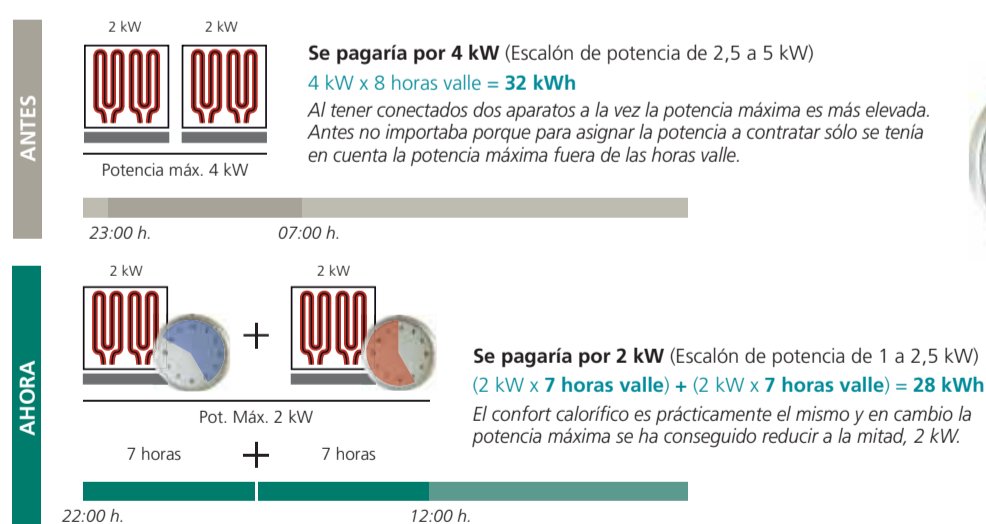 ANTES
2 kW
2 kW
Potencia máx. 4 kW
Se pagaría por 4 kW (Escalón de potencia de 2,5 a 5 kW)
4 kW x 8 horas valle = 32 kWh
Al tener conectados dos aparatos a la vez la potencia máxima es más elevada.
Antes no importaba porque para asignar la potencia a contratar sólo se tenía
en cuenta la potencia máxima fuera de las horas valle.
23:00 h.
07:00 h.
AHORA
2 kW
+
2 kW
Pot. Máx. 2 kW
7 horas
+
7 horas
Se pagaría por 2 kW (Escalón de potencia de 1 a 2,5 kW)
(2 kW x 7 horas valle) + (2 kW x 7 horas valle) = 28 kWh
El confort calorífico es prácticamente el mismo y en cambio la
potencia máxima se ha conseguido reducir a la mitad, 2 kW.
22:00 h.
12:00 h.